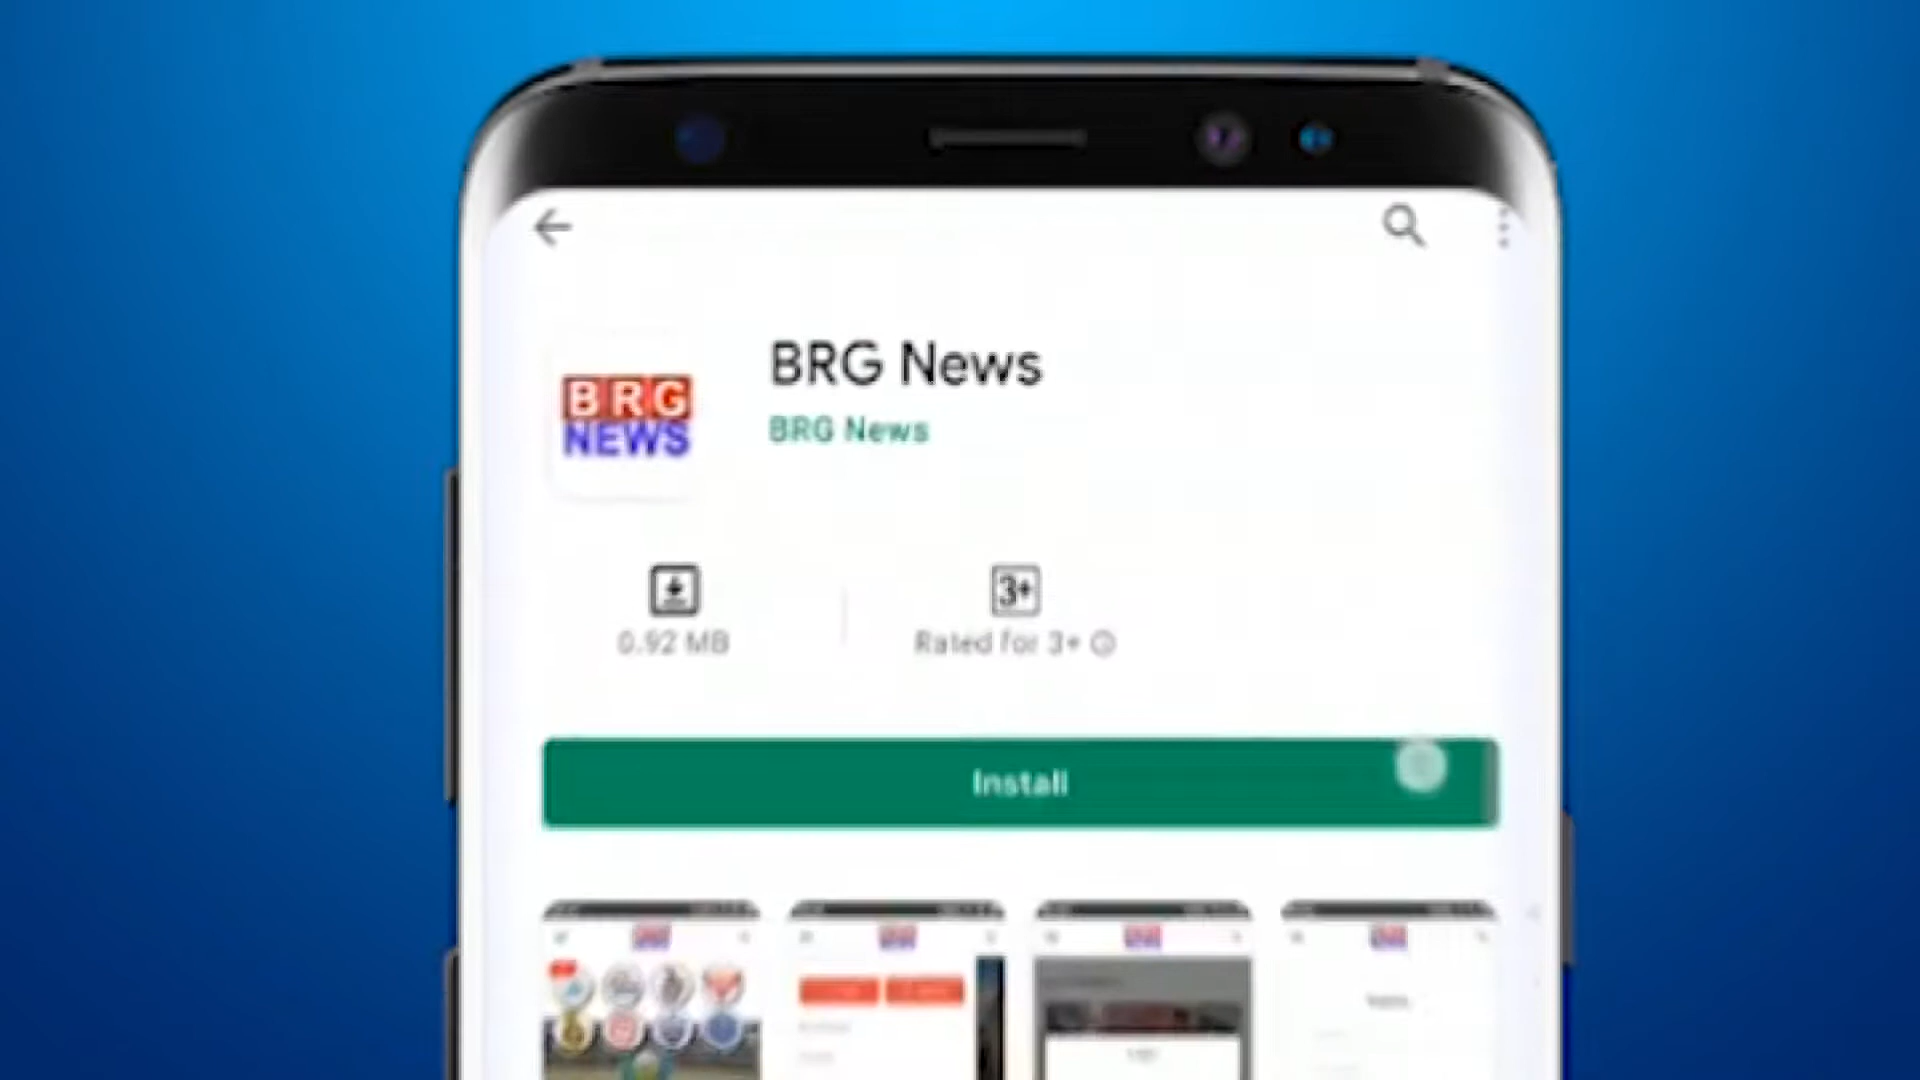 BRG News
BRG
NEWS
BRG News
3+
0.92 MB
Rated for 3+
Install